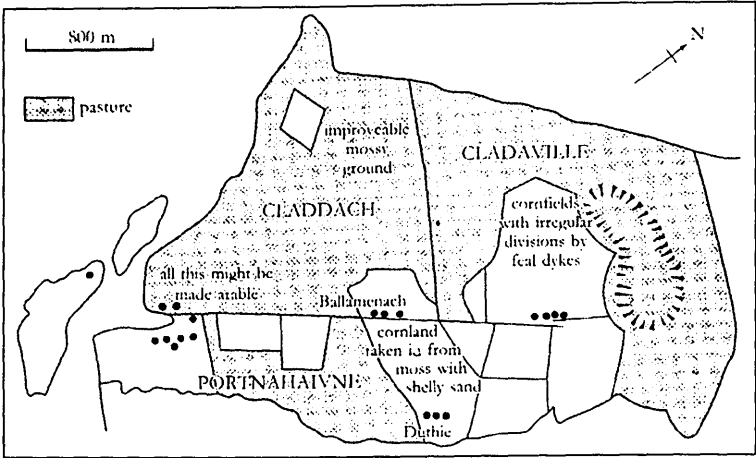 800 m
N
pasture
improveable
mossy
ground
CLADAVILLE
CLADDACH
cornfields
with irregular
divisions by
feal dykes
all this might be
made arable
Ballamenach
cornland
taken in from
moss with
shelly sand
PORTNAHAIVNE
Duthie